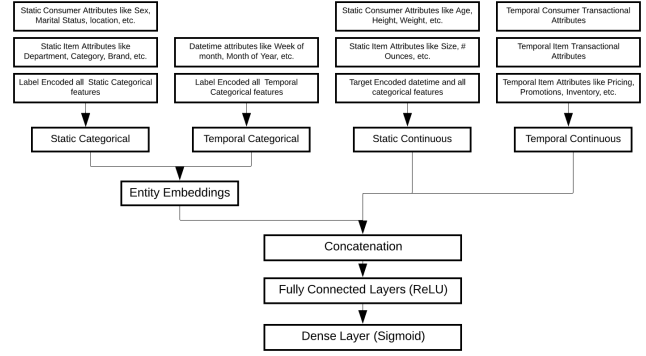 Static Consumer Attributes like Sex,
Marital Status, location, etc.
Static Item Attributes like
Department, Category, Brand, etc.
Label Encoded all Static Categorical
features
Datetime attributes like Week of
month, Month of Year, etc.
Label Encoded all Temporal
Categorical features
Static Consumer Attributes like Age,
Height, Weight, etc.
Static Item Attributes like Size, #
Ounces, etc.
Target Encoded datetime and all
categorical features
Temporal Consumer Transactional
Attributes
Temporal Item Transactional
Attributes
Temporal Item Attributes like Pricing,
Promotions, Inventory, etc.
Static Categorical
Temporal Categorical
Static Continuous
Temporal Continuous
Entity Embeddings
Concatenation
Fully Connected Layers (ReLU)
Dense Layer (Sigmoid)